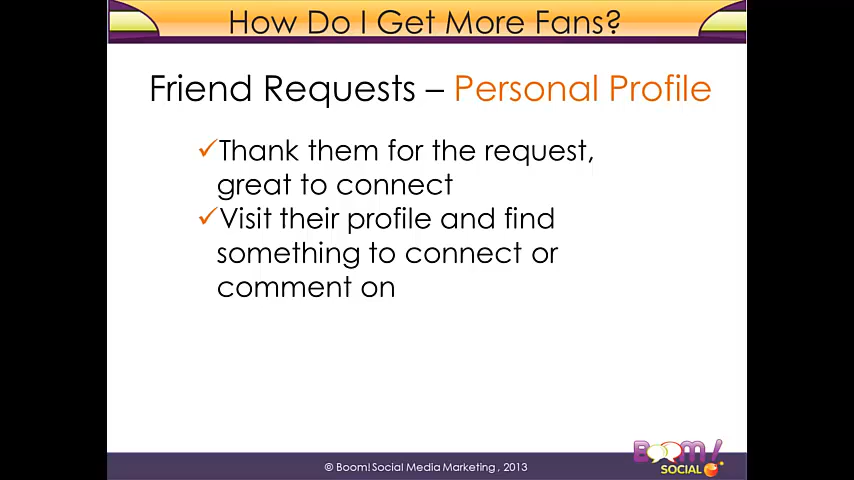 How Do I Get More Fans?
Friend Requests – Personal Profile
✓Thank them for the request,
great to connect
✓Visit their profile and find
something to connect or
comment on
BOOM!
SOCIAL
© Boom! Social Media Marketing , 2013